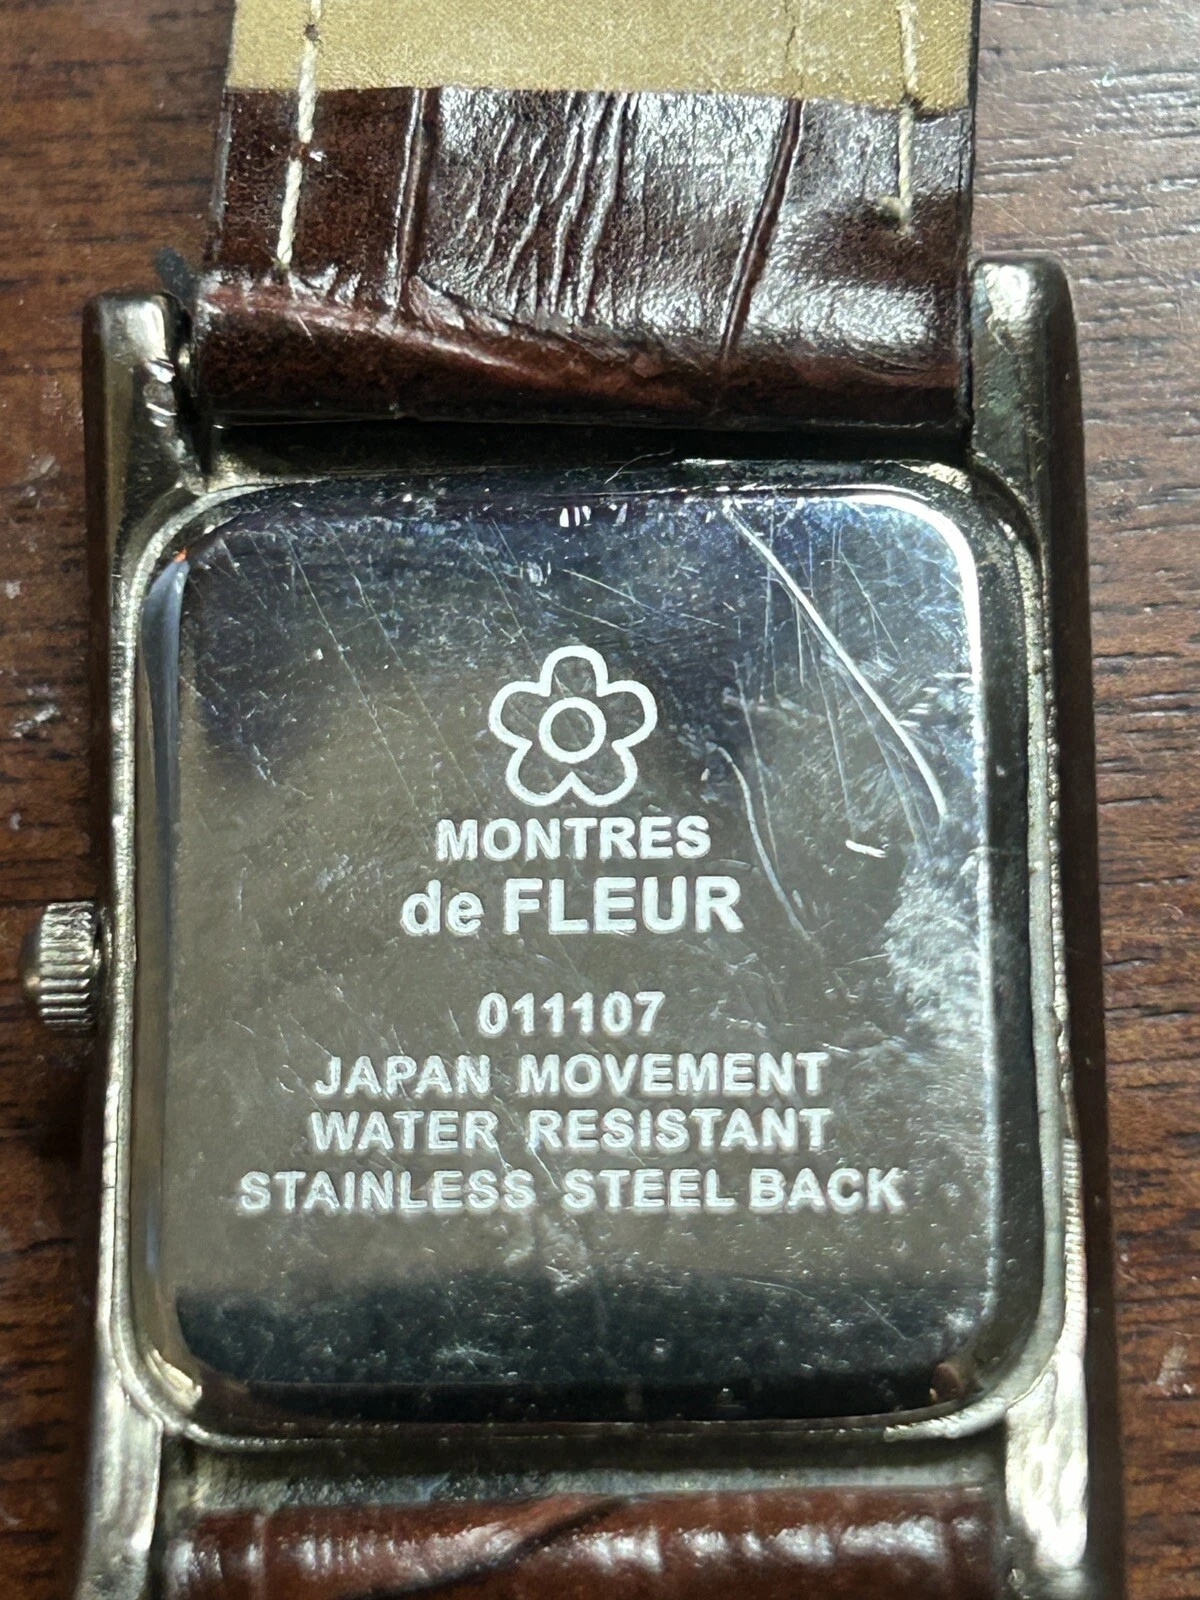 MONTRES
de FLEUR
011107
JAPAN MOVEMENT
WATER RESISTANT
STAINLESS STEEL BACK